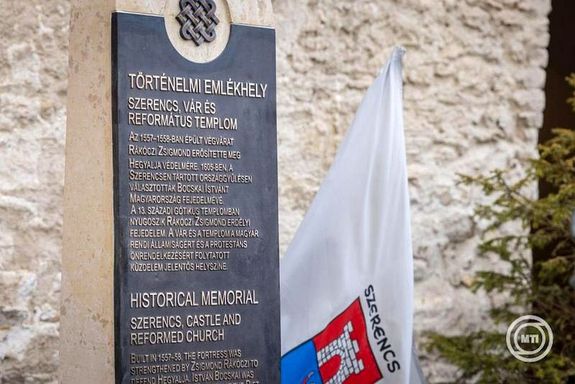 TÖRTÉNELMI EMLÉKHELY
SZERENCS, VÁR ÉS
REFORMÁTUS TEMPLOM
AZ 1557-1558-BAN ÉPÜLT VÉGVÁRAT
RÁKÓCZI ZSIGMOND ERŐSÍTETTE MEG
HEGYALJA VÉDELMÉRE. 1605-BEN, A
SZERENCSEN TARTOTT ORSZÁGGYŰLÉSEN
VÁLASZTOTTÁK BOCSKAI ISTVÁNT
MAGYARORSZÁG FEJEDELMÉVÉ.
A 13. SZÁZADI GÓTIKUS TEMPLOMBAN
NYUGOSZIK RÁKÓCZI ZSIGMOND ERDÉLYI
FEJEDELEM. A VÁR ÉS A TEMPLOM A MAGYAR
RENDI ÁLLAMISÁGÉRT ÉS A PROTESTÁNS
ÖNRENDELKEZÉSÉRT FOLYTATOTT
KÜZDELEM JELENTŐS HELYSZÍNE.
HISTORICAL MEMORIAL
SZERENCS, CASTLE AND
REFORMED CHURCH
BUILT IN 1557-58, THE FORTRESS WAS
STRENGTHENED BY ZSIGMOND RÁKÓCZI TO
DEFEND HEGYALJA. ISTVÁN BOCSKAI WAS
SZERENCS
MTI